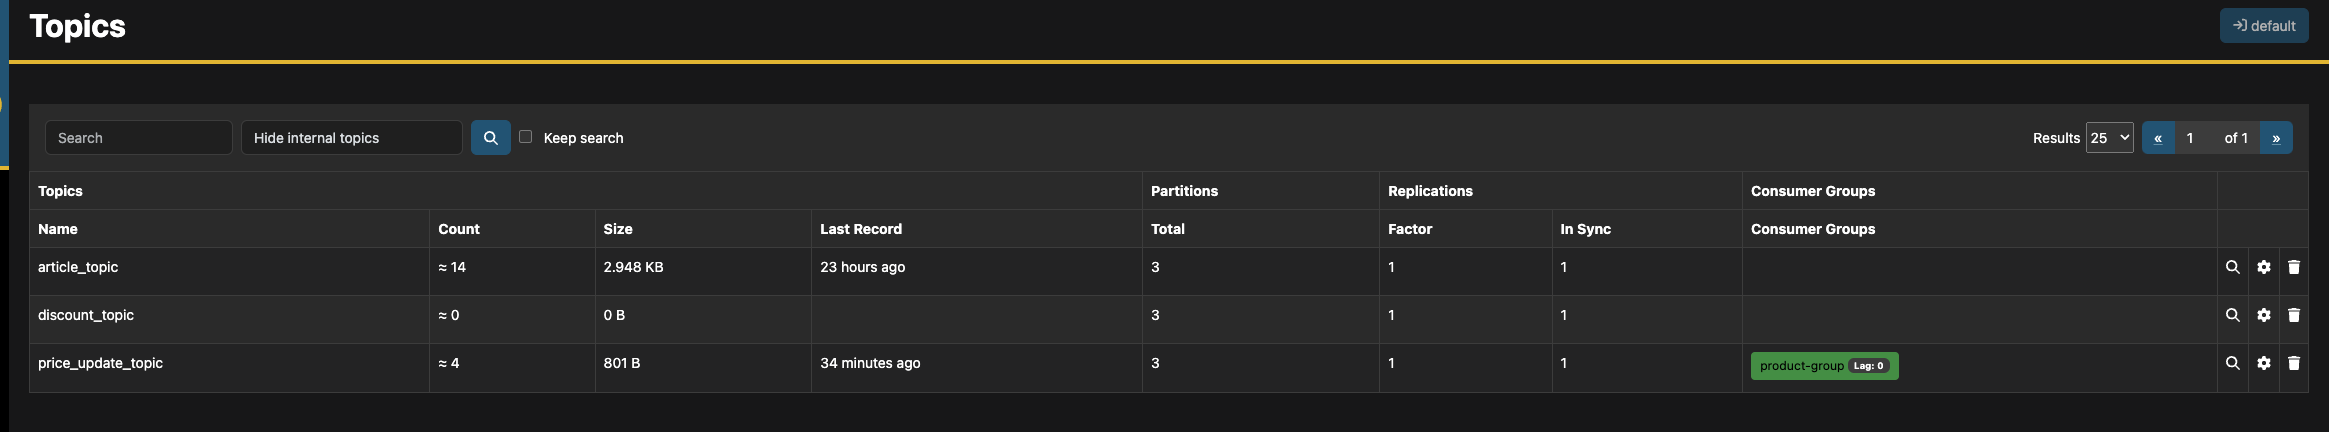 Topics
default
Search
Hide internal topics
Keep search
Results 25 « 1 of 1 »
Topics Partitions Replications Consumer Groups
Name Count Size Last Record Total Factor In Sync Consumer Groups
article_topic ≈ 14 2.948 KB 23 hours ago 3 1 1
discount_topic ≈ 0 0 B 3 1 1
price_update_topic ≈ 4 801 B 34 minutes ago 3 1 1 product-group Lag: 0